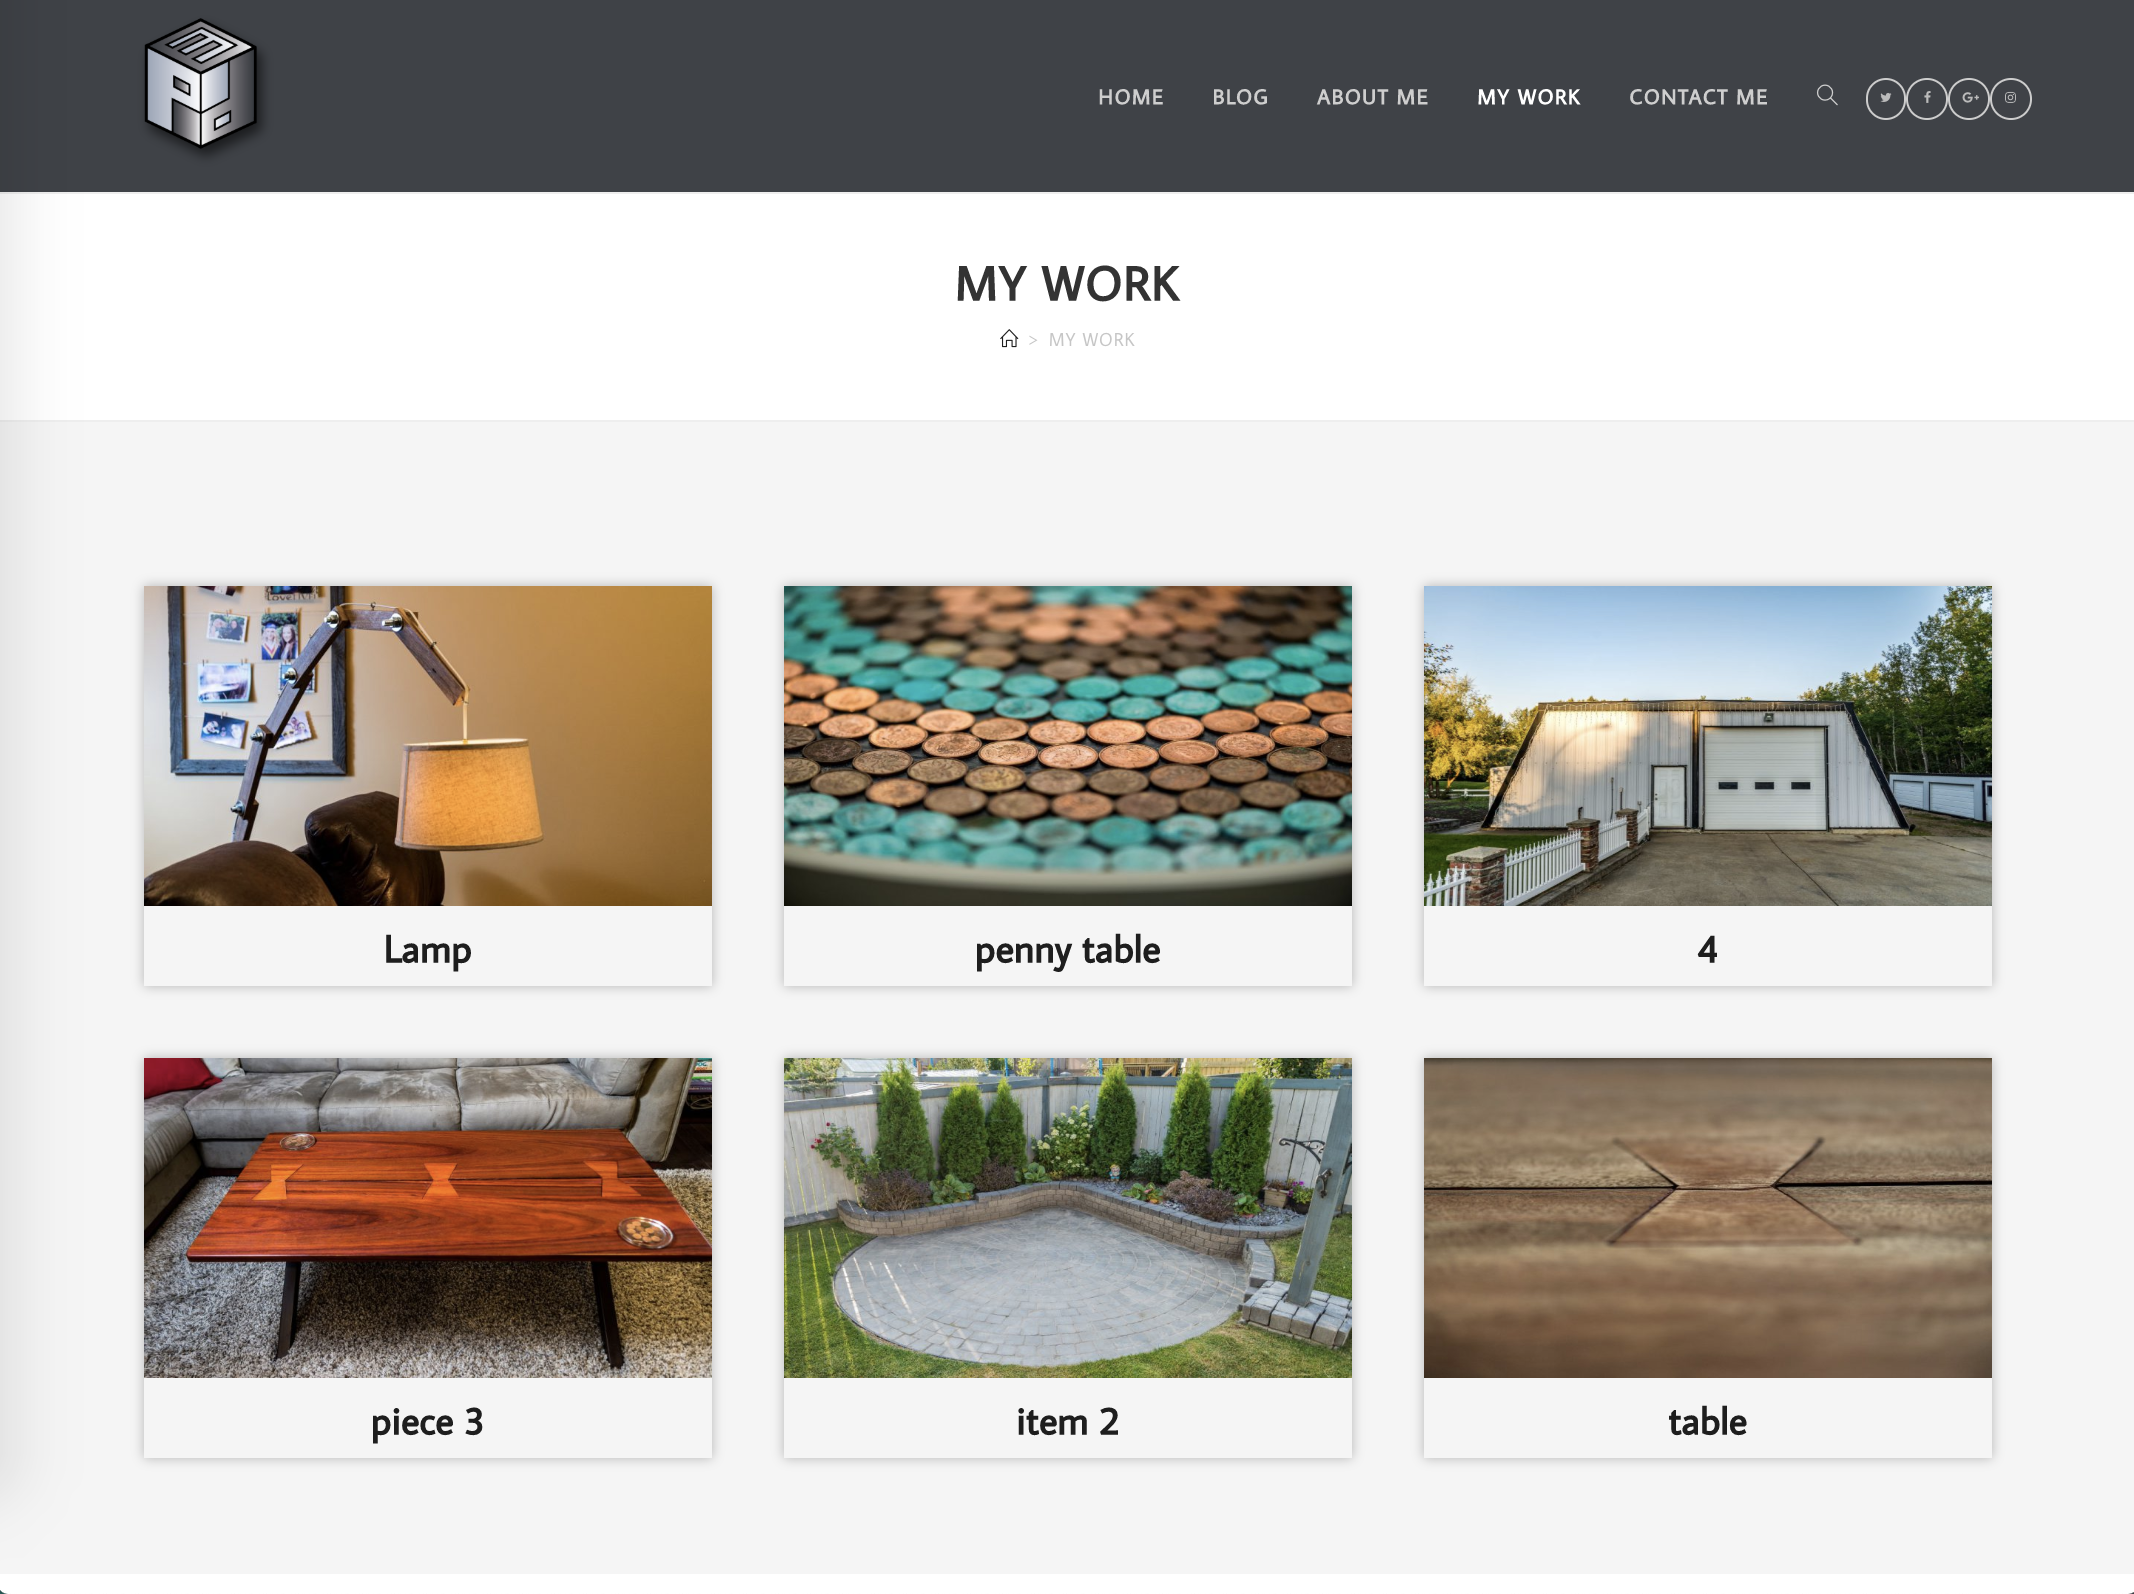 HOME BLOG ABOUT ME MY WORK CONTACT ME
MY WORK
> MY WORK
Lamp
penny table
4
piece 3
item 2
table